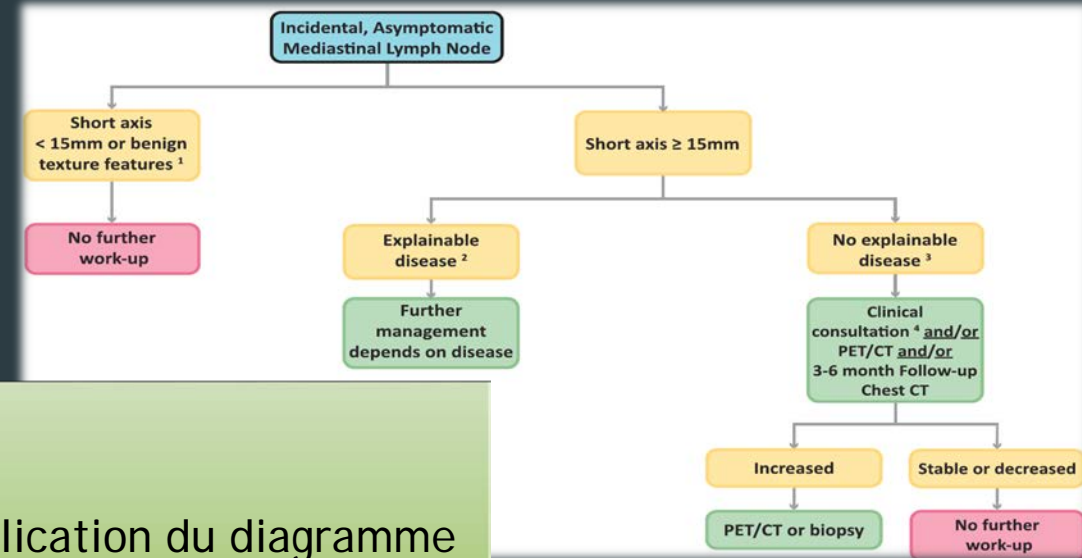 Incidental, Asymptomatic
Mediastinal Lymph Node
Short axis
< 15mm or benign
texture features ¹
No further
work-up
Short axis ≥ 15mm
Explainable
disease ²
Further
management
depends on disease
No explainable
disease ³
Clinical
consultation ⁴ and/or
PET/CT and/or
3-6 month Follow-up
Chest CT
Increased
PET/CT or biopsy
Stable or decreased
No further
work-up
lication du diagramme